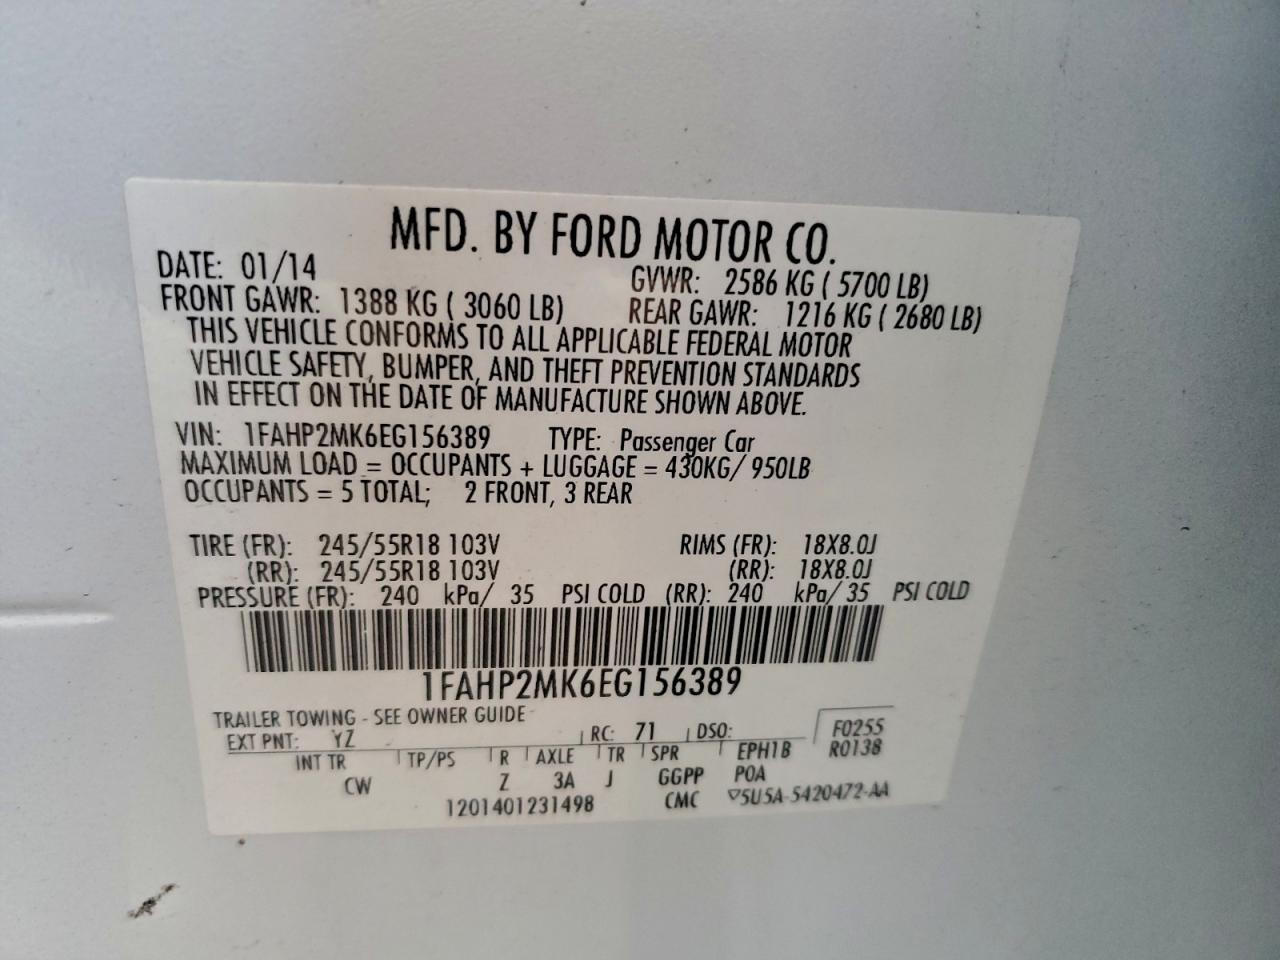 MFD. BY FORD MOTOR CO.
DATE: 01/14 GVWR: 2586 KG ( 5700 LB)
FRONT GAWR: 1388 KG ( 3060 LB) REAR GAWR: 1216 KG ( 2680 LB)
THIS VEHICLE CONFORMS TO ALL APPLICABLE FEDERAL MOTOR
VEHICLE SAFETY, BUMPER, AND THEFT PREVENTION STANDARDS
IN EFFECT ON THE DATE OF MANUFACTURE SHOWN ABOVE.
VIN: 1FAHP2MK6EG156389 TYPE: Passenger Car
MAXIMUM LOAD = OCCUPANTS + LUGGAGE = 430KG/ 950LB
OCCUPANTS = 5 TOTAL; 2 FRONT, 3 REAR
TIRE (FR): 245/55R18 103V RIMS (FR): 18X8.0J
(RR): 245/55R18 103V (RR): 18X8.0J
PRESSURE (FR): 240 kPa/ 35 PSI COLD (RR): 240 kPa/ 35 PSI COLD
1FAHP2MK6EG156389
TRAILER TOWING - SEE OWNER GUIDE
EXT PNT: YZ RC: 71 DSO: F0255
INT TR TP/PS R AXLE TR SPR EPH1B R0138
CW Z 3A J GGPP POA
1201401231498 CMC ▽5U5A-5420472-AA